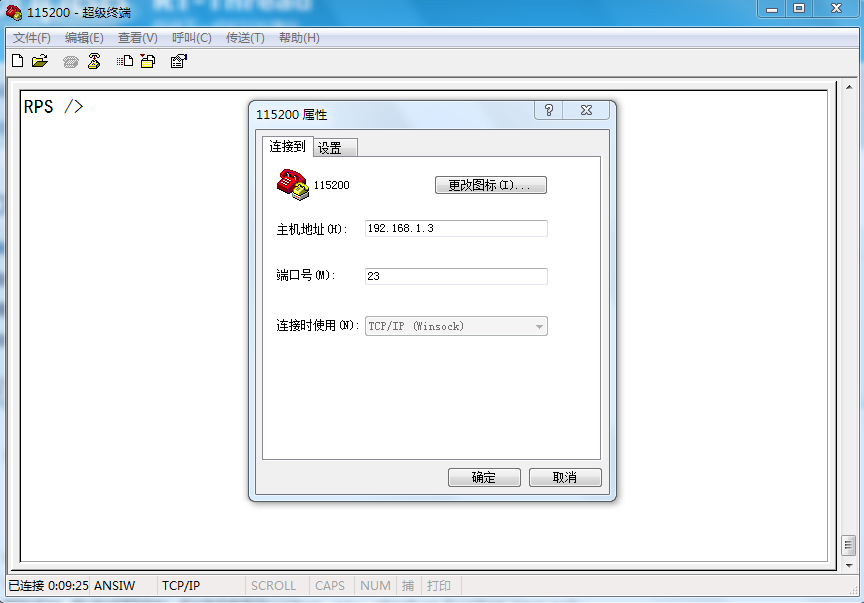 115200 - 超级终端
文件(F) 编辑(E) 查看(V) 呼叫(C) 传送(T) 帮助(H)
RPS />
115200 属性
连接到 设置
115200 更改图标(I)...
主机地址(H): 192.168.1.3
端口号(M): 23
连接时使用(N): TCP/IP (Winsock)
确定 取消
已连接 0:09:25 ANSIW TCP/IP SCROLL CAPS NUM 捕 打印